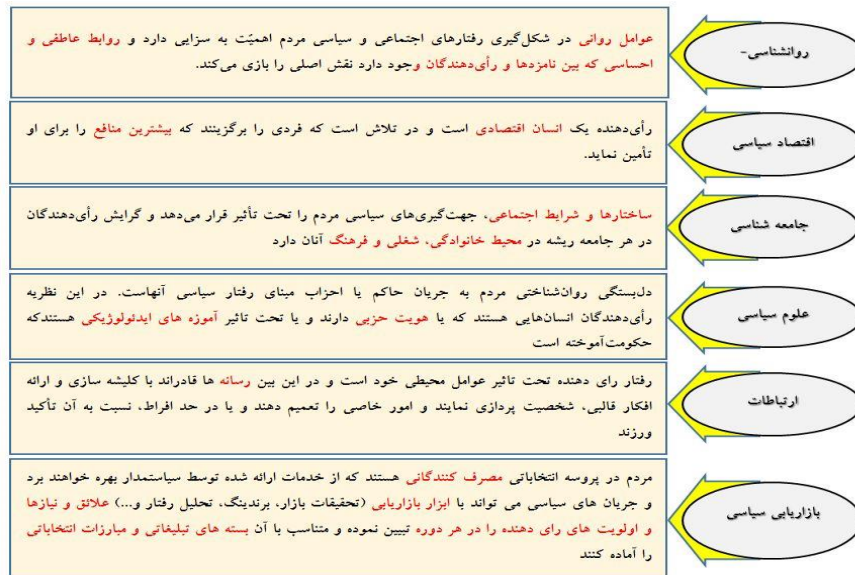 روانشناسی-
عوامل روانی در شکل‌گیری رفتارهای اجتماعی و سیاسی مردم اهمیّت به سزایی دارد و روابط عاطفی و
احساسی که بین نامزدها و رأی‌دهندگان وجود دارد نقش اصلی را بازی می‌کند.
اقتصاد سیاسی
رأی‌دهنده یک انسان اقتصادی است و در تلاش است که فردی را برگزینند که بیشترین منافع را برای او
تأمین نماید.
جامعه شناسی
ساختارها و شرایط اجتماعی، جهت‌گیری‌های سیاسی مردم را تحت تأثیر قرار می‌دهد و گرایش رأی‌دهندگان
در هر جامعه ریشه در محیط خانوادگی، شغلی و فرهنگ آنان دارد
علوم سیاسی
دل‌بستگی روان‌شناختی مردم به جریان حاکم یا احزاب مبنای رفتار سیاسی آنهاست. در این نظریه
رأی‌دهندگان انسان‌هایی هستند که یا هویت حزبی دارند و یا تحت تاثیر آموزه های ایدئولوژیکی هستندکه
حکومت‌آموخته است
ارتباطات
رفتار رای دهنده تحت تاثیر عوامل محیطی خود است و در این بین رسانه ها قادراند با کلیشه سازی و ارائه
افکار قالبی، شخصیت پردازی نمایند و امور خاصی را تعمیم دهند و یا در حد افراط، نسبت به آن تأکید
ورزند
بازاریابی سیاسی
مردم در پروسه انتخاباتی مصرف کنندگانی هستند که از خدمات ارائه شده توسط سیاستمدار بهره خواهند برد
و جریان های سیاسی می تواند با ابزار بازاریابی (تحقیقات بازار، برندینگ، تحلیل رفتار و...) علائق و نیازها
و اولویت های رای دهنده را در هر دوره تبیین نموده و متناسب با آن بسته های تبلیغاتی و مبارزات انتخاباتی
را آماده کنند